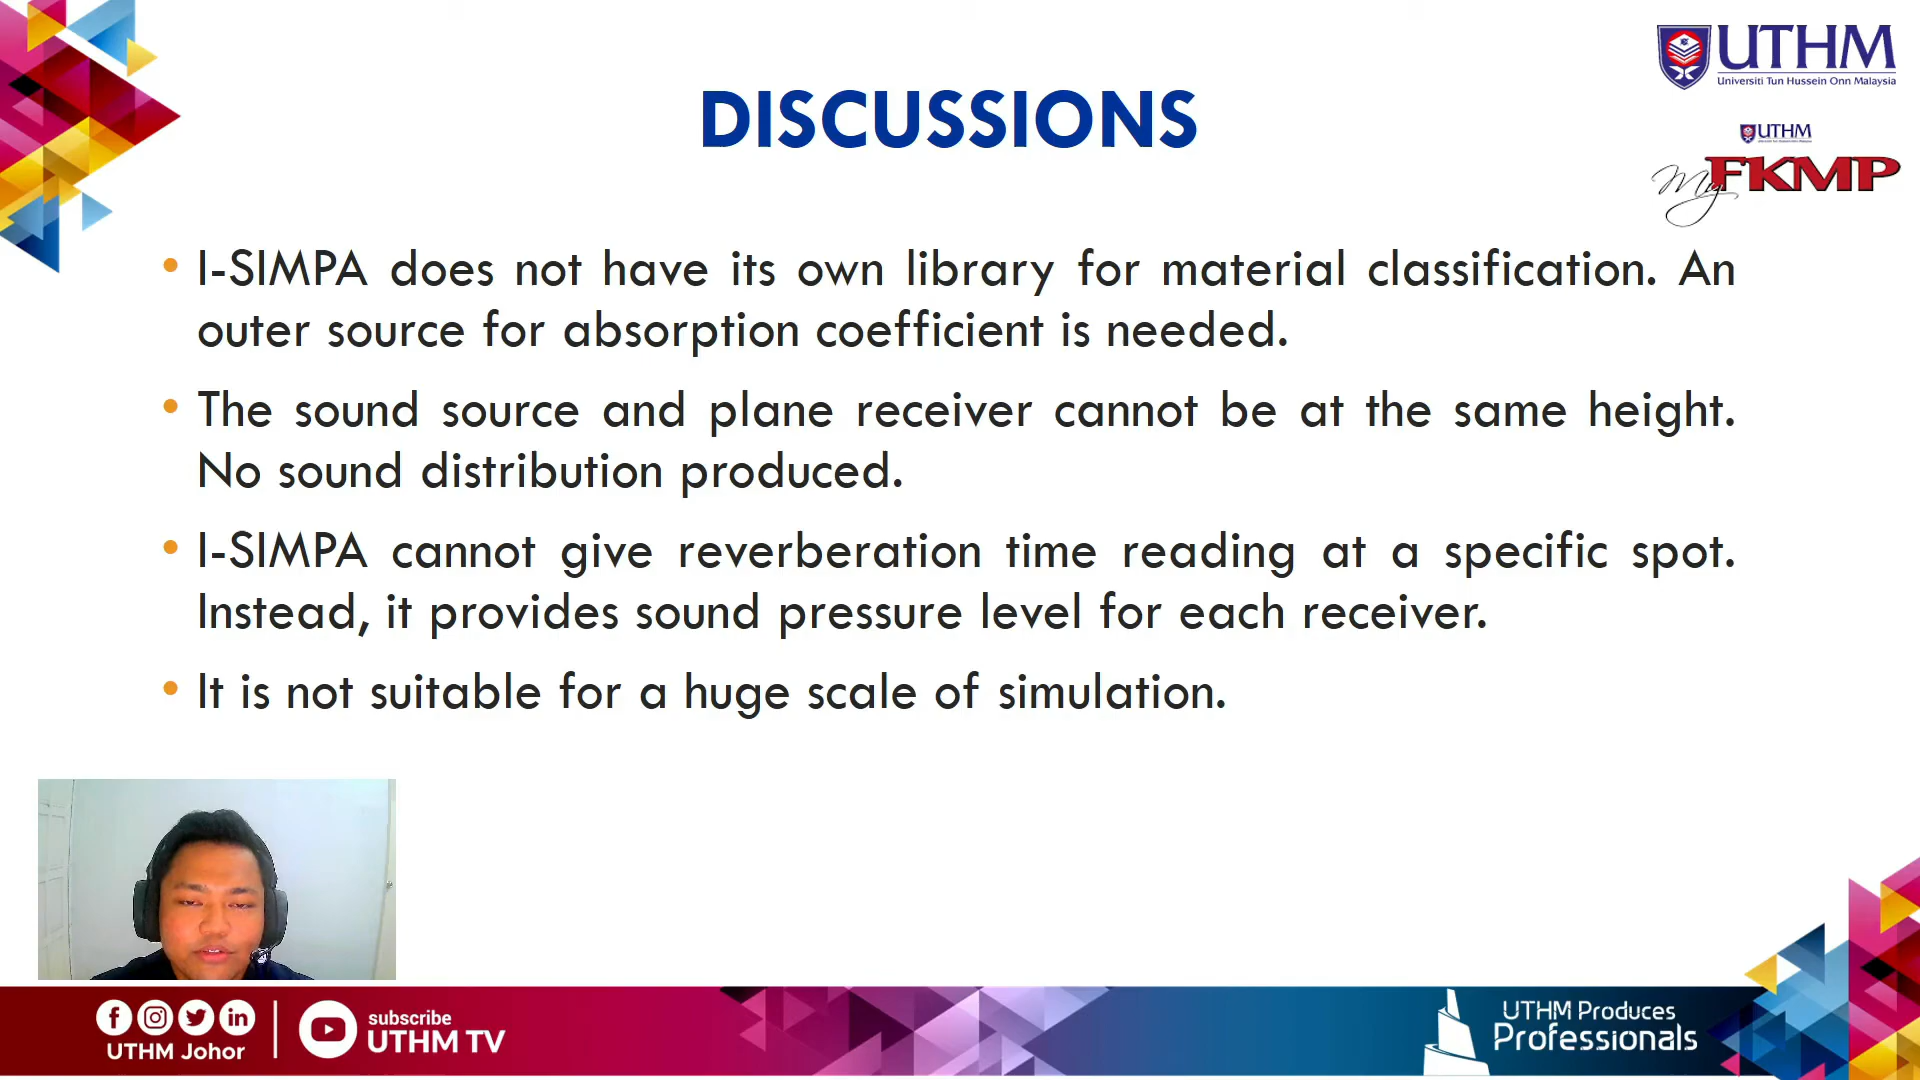 UTHM
Universiti Tun Hussein Onn Malaysia
DISCUSSIONS
UTHM
My FKMP
• I-SIMPA does not have its own library for material classification. An
outer source for absorption coefficient is needed.
• The sound source and plane receiver cannot be at the same height.
No sound distribution produced.
• I-SIMPA cannot give reverberation time reading at a specific spot.
Instead, it provides sound pressure level for each receiver.
• It is not suitable for a huge scale of simulation.
UTHM Johor
subscribe
UTHM TV
UTHM Produces
Professionals